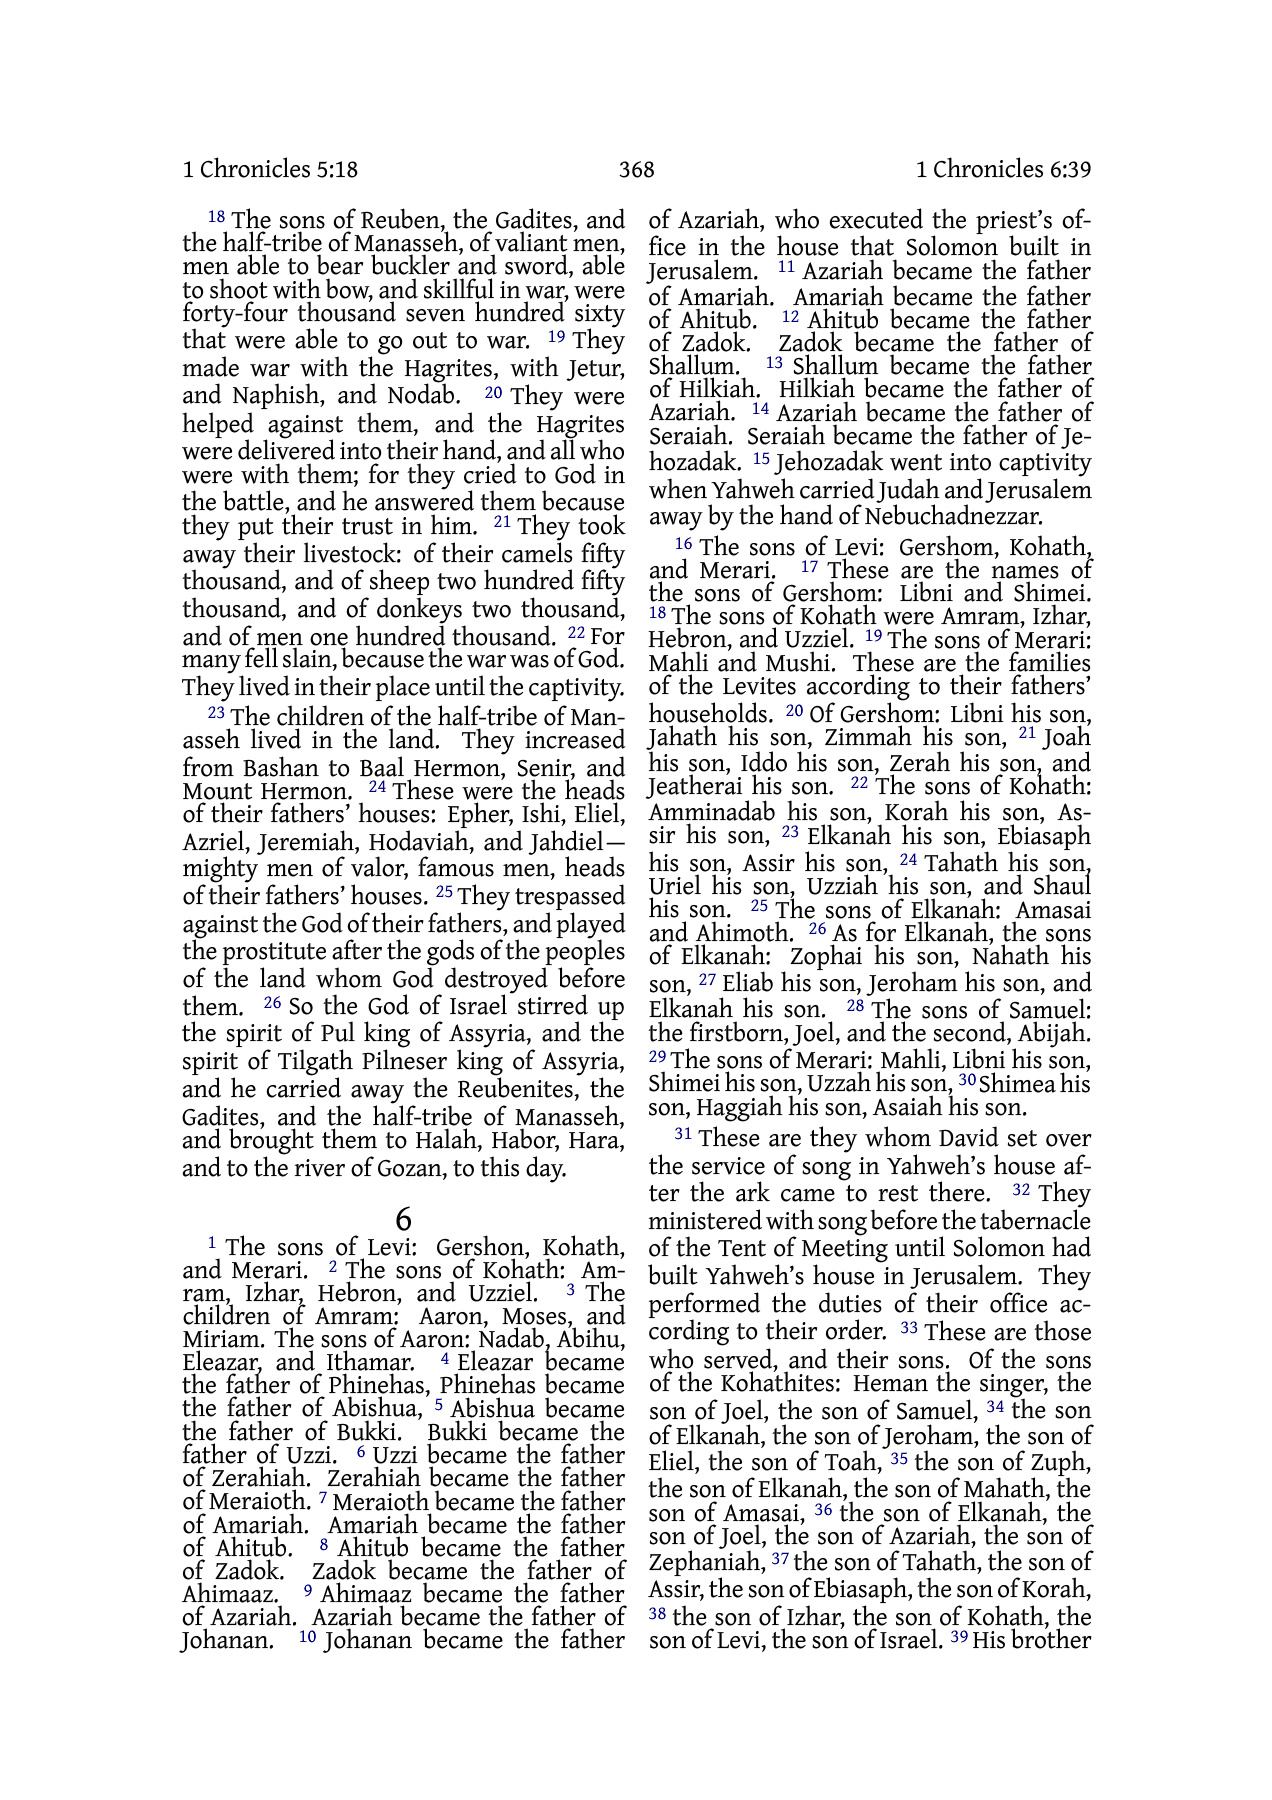 1 Chronicles 5:18 368 1 Chronicles 6:39
18 The sons of Reuben, the Gadites, and
the half-tribe of Manasseh, of valiant men,
men able to bear buckler and sword, able
to shoot with bow, and skillful in war, were
forty-four thousand seven hundred sixty
that were able to go out to war. 19 They
made war with the Hagrites, with Jetur,
and Naphish, and Nodab. 20 They were
helped against them, and the Hagrites
were delivered into their hand, and all who
were with them; for they cried to God in
the battle, and he answered them because
they put their trust in him. 21 They took
away their livestock: of their camels fifty
thousand, and of sheep two hundred fifty
thousand, and of donkeys two thousand,
and of men one hundred thousand. 22 For
many fell slain, because the war was of God.
They lived in their place until the captivity.
23 The children of the half-tribe of Man-
asseh lived in the land. They increased
from Bashan to Baal Hermon, Senir, and
Mount Hermon. 24 These were the heads
of their fathers’ houses: Epher, Ishi, Eliel,
Azriel, Jeremiah, Hodaviah, and Jahdiel—
mighty men of valor, famous men, heads
of their fathers’ houses. 25 They trespassed
against the God of their fathers, and played
the prostitute after the gods of the peoples
of the land whom God destroyed before
them. 26 So the God of Israel stirred up
the spirit of Pul king of Assyria, and the
spirit of Tilgath Pilneser king of Assyria,
and he carried away the Reubenites, the
Gadites, and the half-tribe of Manasseh,
and brought them to Halah, Habor, Hara,
and to the river of Gozan, to this day.
6
1 The sons of Levi: Gershon, Kohath,
and Merari. 2 The sons of Kohath: Am-
ram, Izhar, Hebron, and Uzziel. 3 The
children of Amram: Aaron, Moses, and
Miriam. The sons of Aaron: Nadab, Abihu,
Eleazar, and Ithamar. 4 Eleazar became
the father of Phinehas, Phinehas became
the father of Abishua, 5 Abishua became
the father of Bukki. Bukki became the
father of Uzzi. 6 Uzzi became the father
of Zerahiah. Zerahiah became the father
of Meraioth. 7 Meraioth became the father
of Amariah. Amariah became the father
of Ahitub. 8 Ahitub became the father
of Zadok. Zadok became the father of
Ahimaaz. 9 Ahimaaz became the father
of Azariah. Azariah became the father of
Johanan. 10 Johanan became the father
of Azariah, who executed the priest’s of-
fice in the house that Solomon built in
Jerusalem. 11 Azariah became the father
of Amariah. Amariah became the father
of Ahitub. 12 Ahitub became the father
of Zadok. Zadok became the father of
Shallum. 13 Shallum became the father
of Hilkiah. Hilkiah became the father of
Azariah. 14 Azariah became the father of
Seraiah. Seraiah became the father of Je-
hozadak. 15 Jehozadak went into captivity
when Yahweh carried Judah and Jerusalem
away by the hand of Nebuchadnezzar.
16 The sons of Levi: Gershom, Kohath,
and Merari. 17 These are the names of
the sons of Gershom: Libni and Shimei.
18 The sons of Kohath were Amram, Izhar,
Hebron, and Uzziel. 19 The sons of Merari:
Mahli and Mushi. These are the families
of the Levites according to their fathers’
households. 20 Of Gershom: Libni his son,
Jahath his son, Zimmah his son, 21 Joah
his son, Iddo his son, Zerah his son, and
Jeatherai his son. 22 The sons of Kohath:
Amminadab his son, Korah his son, As-
sir his son, 23 Elkanah his son, Ebiasaph
his son, Assir his son, 24 Tahath his son,
Uriel his son, Uzziah his son, and Shaul
his son. 25 The sons of Elkanah: Amasai
and Ahimoth. 26 As for Elkanah, the sons
of Elkanah: Zophai his son, Nahath his
son, 27 Eliab his son, Jeroham his son, and
Elkanah his son. 28 The sons of Samuel:
the firstborn, Joel, and the second, Abijah.
29 The sons of Merari: Mahli, Libni his son,
Shimei his son, Uzzah his son, 30 Shimea his
son, Haggiah his son, Asaiah his son.
31 These are they whom David set over
the service of song in Yahweh’s house af-
ter the ark came to rest there. 32 They
ministered with song before the tabernacle
of the Tent of Meeting until Solomon had
built Yahweh’s house in Jerusalem. They
performed the duties of their office ac-
cording to their order. 33 These are those
who served, and their sons. Of the sons
of the Kohathites: Heman the singer, the
son of Joel, the son of Samuel, 34 the son
of Elkanah, the son of Jeroham, the son of
Eliel, the son of Toah, 35 the son of Zuph,
the son of Elkanah, the son of Mahath, the
son of Amasai, 36 the son of Elkanah, the
son of Joel, the son of Azariah, the son of
Zephaniah, 37 the son of Tahath, the son of
Assir, the son of Ebiasaph, the son of Korah,
38 the son of Izhar, the son of Kohath, the
son of Levi, the son of Israel. 39 His brother